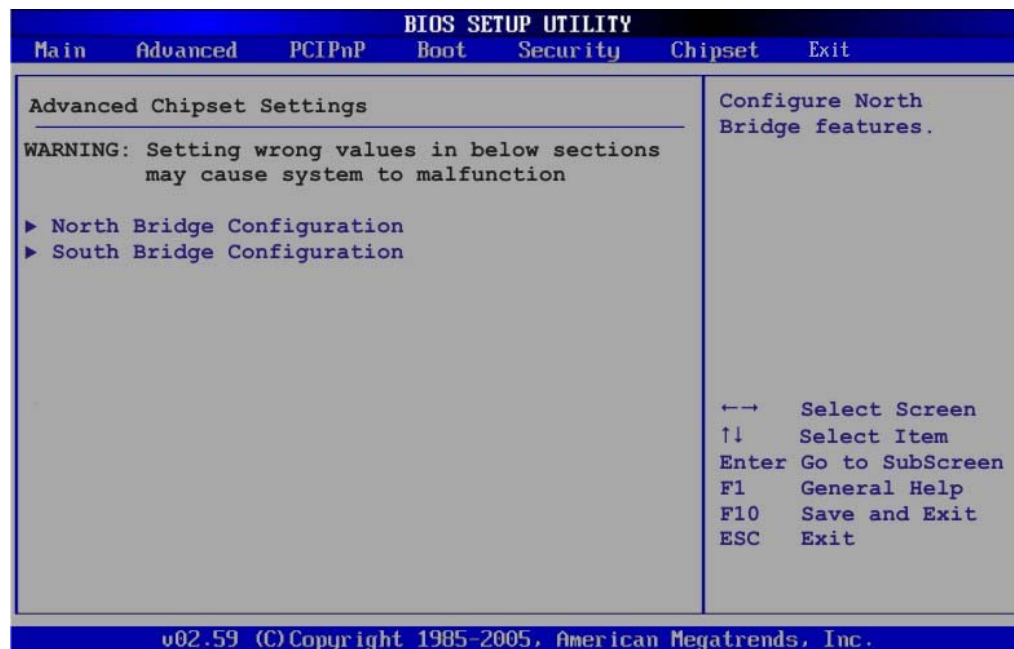 BIOS SETUP UTILITY
Main Advanced PCIPnP Boot Security Chipset Exit
Advanced Chipset Settings
WARNING: Setting wrong values in below sections
may cause system to malfunction
▶ North Bridge Configuration
▶ South Bridge Configuration
Configure North
Bridge features.
←→ Select Screen
↑↓ Select Item
Enter Go to SubScreen
F1 General Help
F10 Save and Exit
ESC Exit
v02.59 (C)Copyright 1985-2005, American Megatrends, Inc.